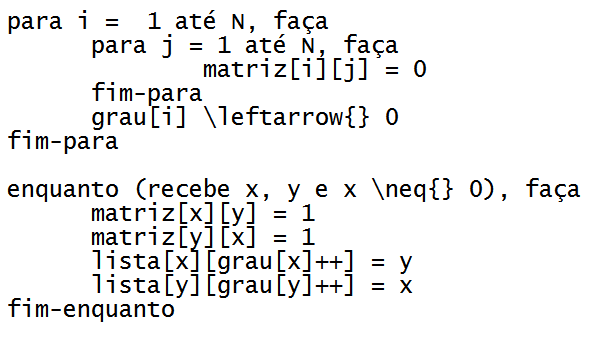 para i =  1 até N, faça
      para j = 1 até N, faça
              matriz[i][j] = 0
      fim-para
      grau[i] \leftarrow{} 0
fim-para

enquanto (recebe x, y e x \neq{} 0), faça
      matriz[x][y] = 1
      matriz[y][x] = 1
      lista[x][grau[x]++] = y
      lista[y][grau[y]++] = x
fim-enquanto